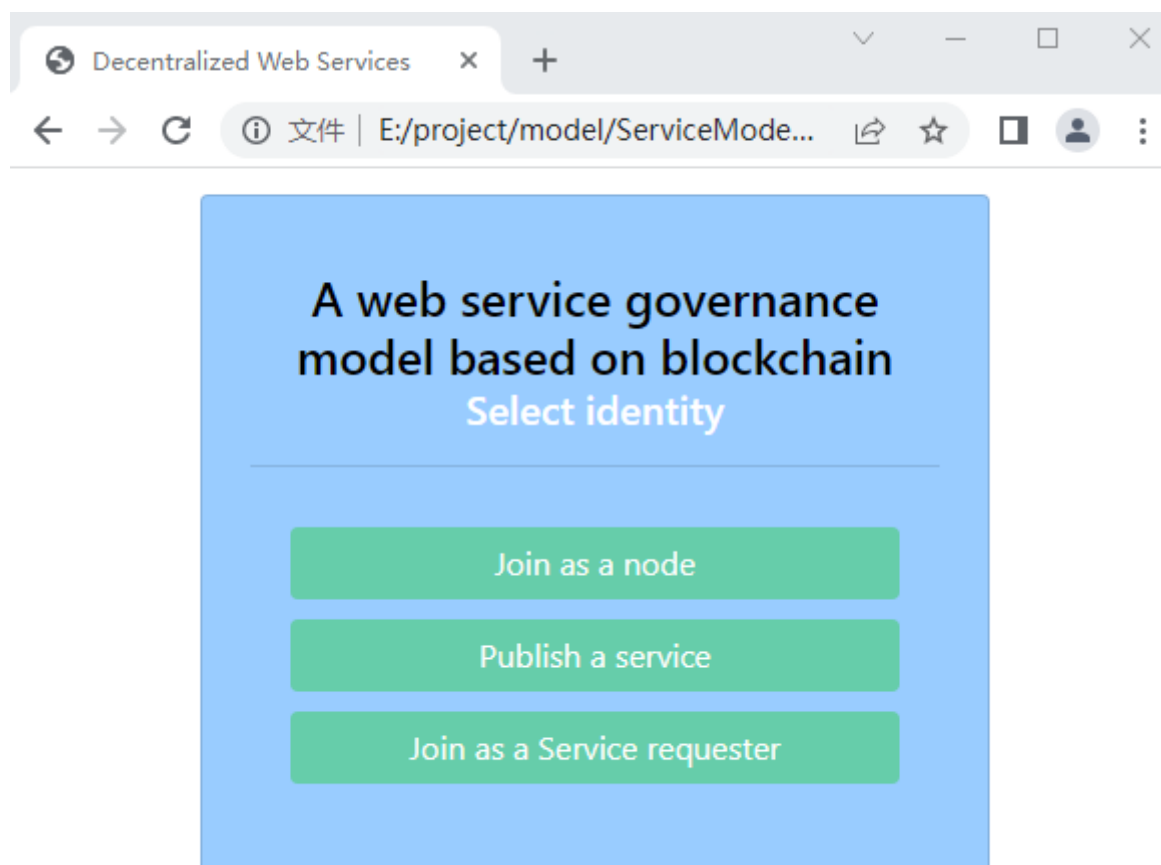 Decentralized Web Services
文件 E:/project/model/ServiceMode...
A web service governance
model based on blockchain
Select identity
Join as a node
Publish a service
Join as a Service requester